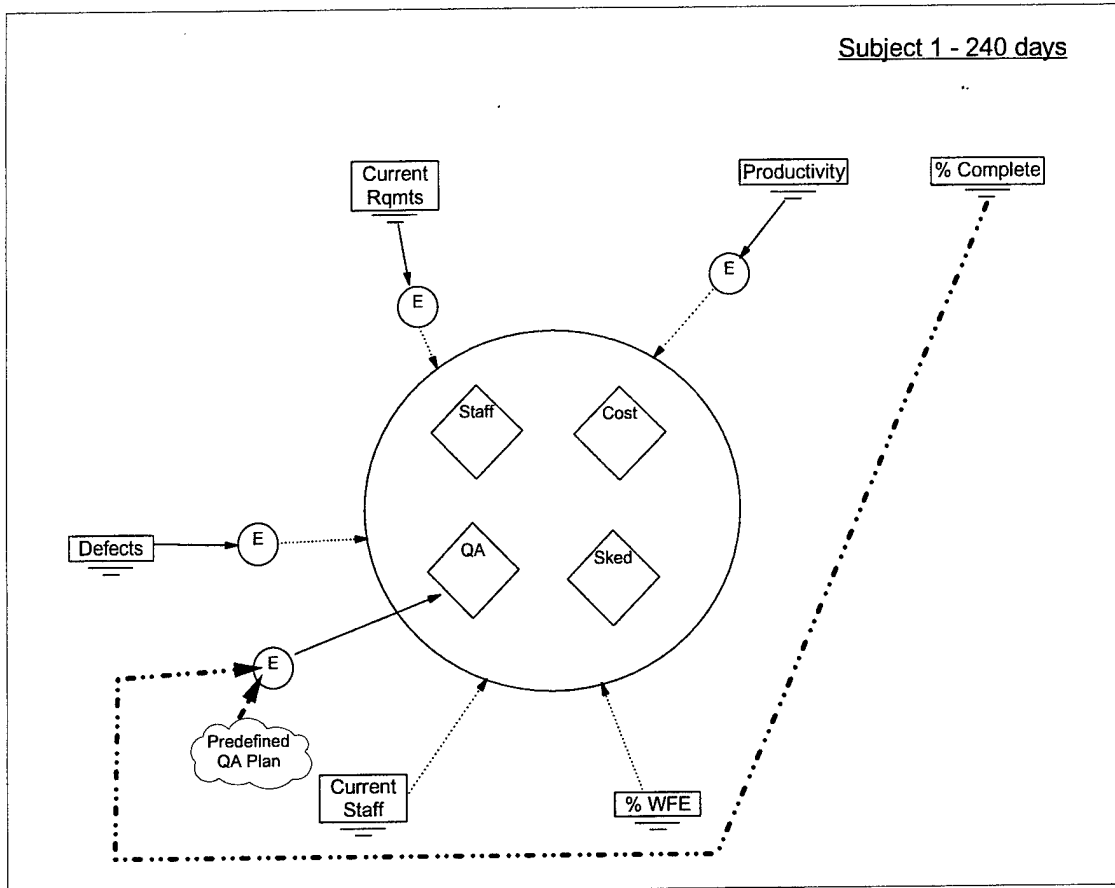 Subject 1 - 240 days
Current
Rqmts
Productivity
% Complete
E
E
Staff
Cost
Defects
E
QA
Sked
E
Predefined
QA Plan
Current
Staff
% WFE